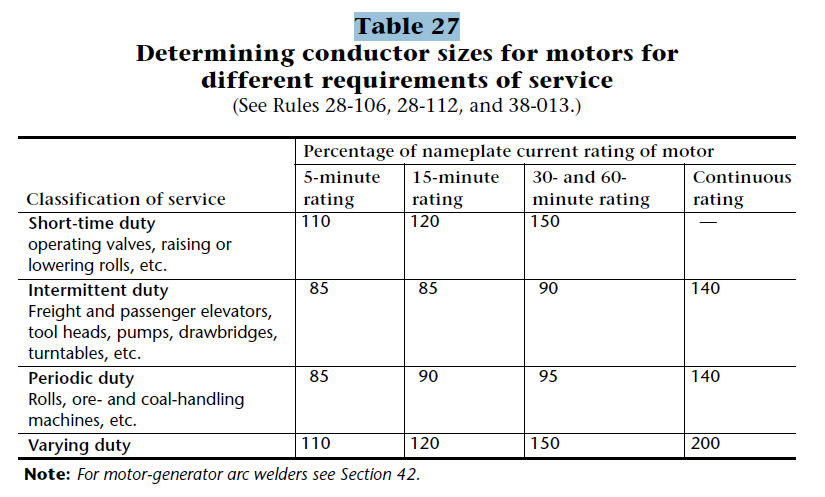 Table 27
Determining conductor sizes for motors for
different requirements of service
(See Rules 28-106, 28-112, and 38-013.)
Percentage of nameplate current rating of motor
Classification of service
5-minute rating
15-minute rating
30- and 60-minute rating
Continuous rating
Short-time duty
operating valves, raising or
lowering rolls, etc.
110 120 150 —
Intermittent duty
Freight and passenger elevators,
tool heads, pumps, drawbridges,
turntables, etc.
85 85 90 140
Periodic duty
Rolls, ore- and coal-handling
machines, etc.
85 90 95 140
Varying duty 110 120 150 200
Note: For motor-generator arc welders see Section 42.